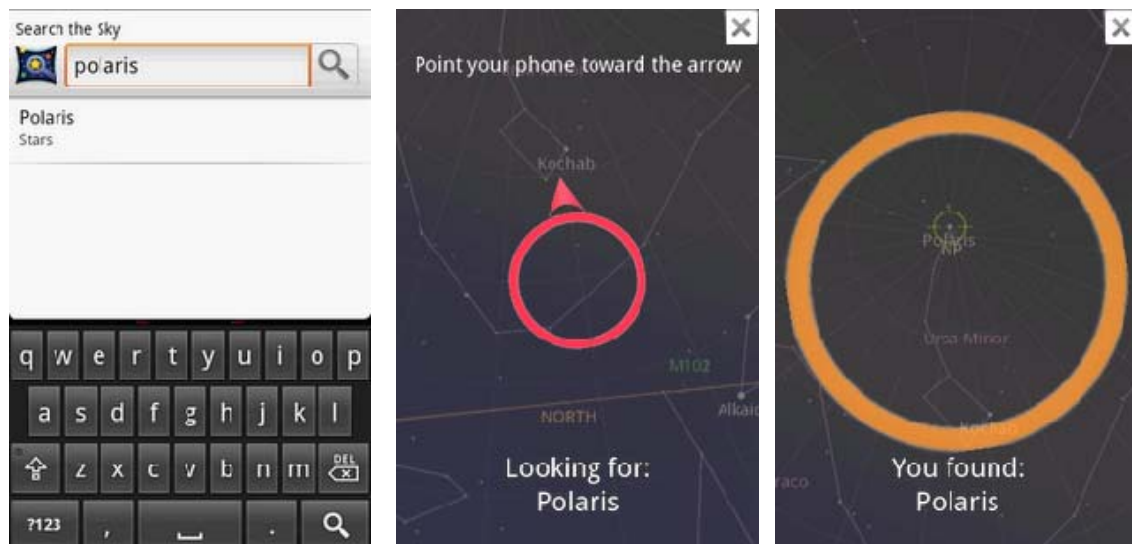 Search the Sky
polaris
Polaris
Stars
q w e r t y u i o p
a s d f g h j k l
z x c v b n m DEL
?123 , .
Point your phone toward the arrow
Kochab
M102
NORTH
Alkaid
Looking for:
Polaris
Polaris
NP
Ursa Minor
Kochab
raco
You found:
Polaris